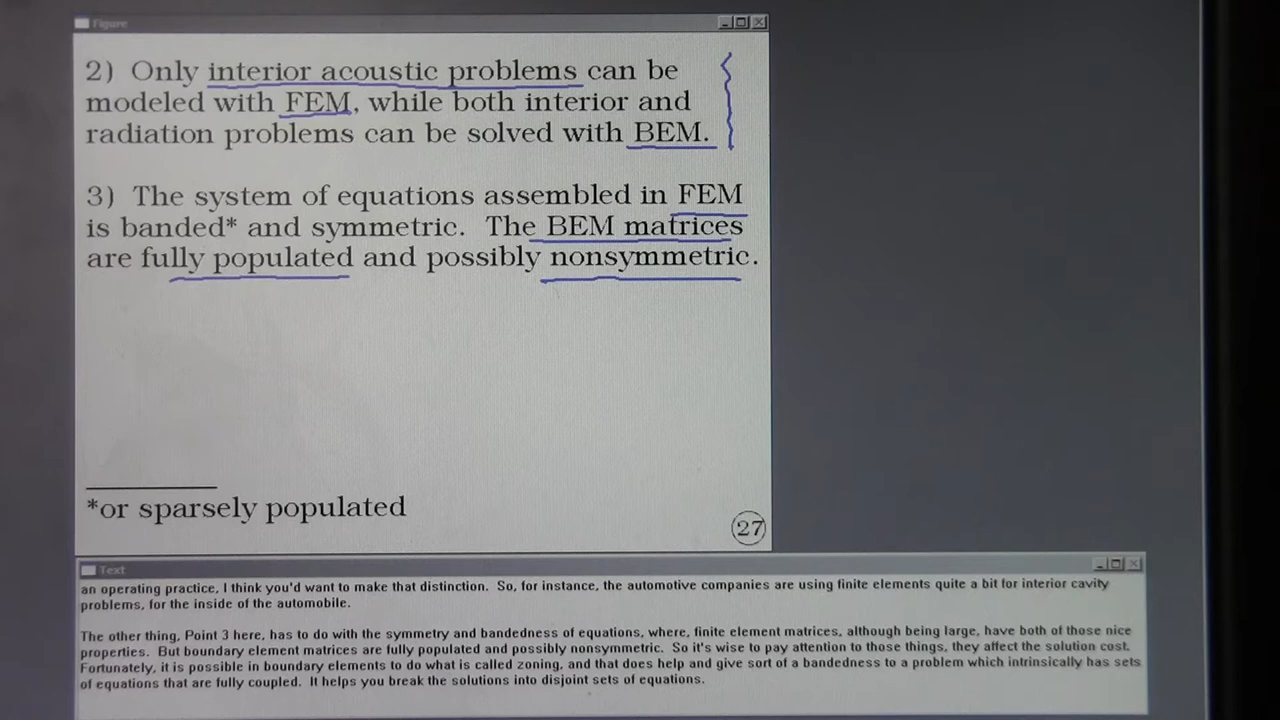 Figure
2) Only interior acoustic problems can be
modeled with FEM, while both interior and
radiation problems can be solved with BEM.
3) The system of equations assembled in FEM
is banded* and symmetric. The BEM matrices
are fully populated and possibly nonsymmetric.
*or sparsely populated
27
Text
an operating practice, I think you'd want to make that distinction. So, for instance, the automotive companies are using finite elements quite a bit for interior cavity
problems, for the inside of the automobile.
The other thing, Point 3 here, has to do with the symmetry and bandedness of equations, where, finite element matrices, although being large, have both of those nice
properties. But boundary element matrices are fully populated and possibly nonsymmetric. So it's wise to pay attention to those things, they affect the solution cost.
Fortunately, it is possible in boundary elements to do what is called zoning, and that does help and give sort of a bandedness to a problem which intrinsically has sets
of equations that are fully coupled. It helps you break the solutions into disjoint sets of equations.